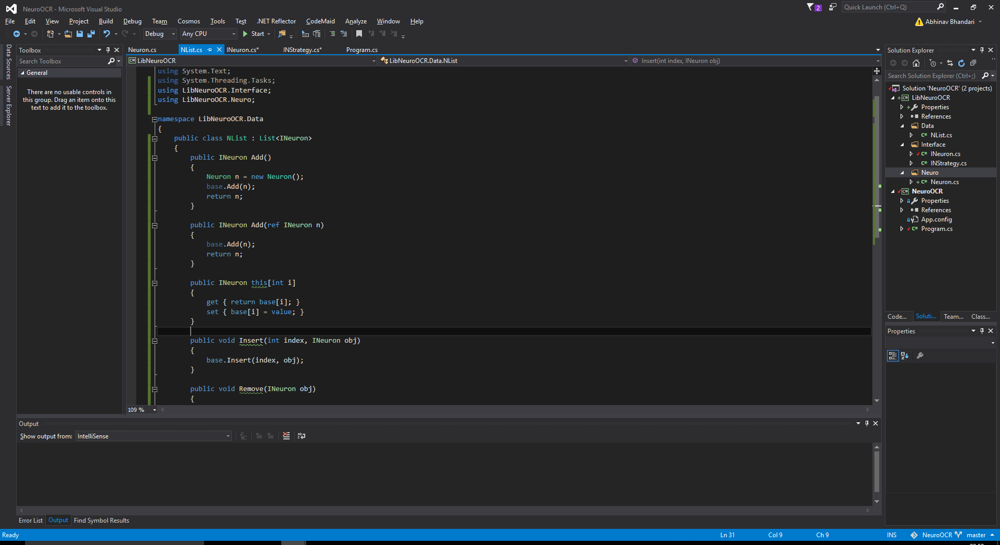 NeuroOCR - Microsoft Visual Studio
2
Quick Launch (Ctrl+Q)
File Edit View Project Build Debug Team Cosmos Tools Test .NET Reflector CodeMaid Analyze Window Help
Abhinav Bhandari
Debug Any CPU Start
Data Sources
Server Explorer
Toolbox
Search Toolbox
General
There are no usable controls in
this group. Drag an item onto this
text to add it to the toolbox.
Neuron.cs NList.cs INeuron.cs* INStrategy.cs* Program.cs
LibNeuroOCR LibNeuroOCR.Data.NList Insert(int index, INeuron obj)
using System.Text;
using System.Threading.Tasks;
using LibNeuroOCR.Interface;
using LibNeuroOCR.Neuro;
namespace LibNeuroOCR.Data
{
public class NList : List<INeuron>
{
public INeuron Add()
{
Neuron n = new Neuron();
base.Add(n);
return n;
}
public INeuron Add(ref INeuron n)
{
base.Add(n);
return n;
}
public INeuron this[int i]
{
get { return base[i]; }
set { base[i] = value; }
}
public void Insert(int index, INeuron obj)
{
base.Insert(index, obj);
}
public void Remove(INeuron obj)
{
109 %
Output
Show output from: IntelliSense
Error List Output Find Symbol Results
Solution Explorer
Search Solution Explorer (Ctrl+;)
Solution 'NeuroOCR' (2 projects)
LibNeuroOCR
Properties
References
Data
NList.cs
Interface
INeuron.cs
INStrategy.cs
Neuro
Neuron.cs
NeuroOCR
Properties
References
App.config
Program.cs
Code... Soluti... Team... Class...
Properties
Ready Ln 31 Col 9 Ch 9 INS NeuroOCR master